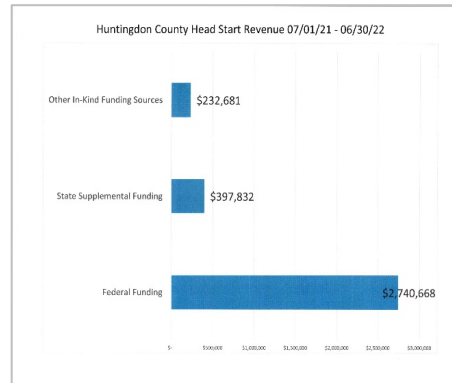 Huntingdon County Head Start Revenue 07/01/21 - 06/30/22
Other In-Kind Funding Sources
$232,681
State Supplemental Funding
$397,832
Federal Funding
$2,740,668
$- $500,000 $1,000,000 $1,500,000 $2,000,000 $2,500,000 $3,000,000